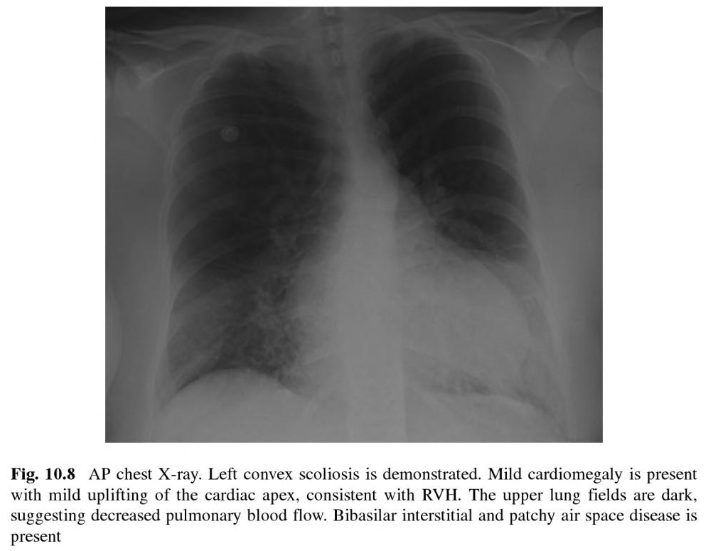 Fig. 10.8 AP chest X-ray. Left convex scoliosis is demonstrated. Mild cardiomegaly is present
with mild uplifting of the cardiac apex, consistent with RVH. The upper lung fields are dark,
suggesting decreased pulmonary blood flow. Bibasilar interstitial and patchy air space disease is
present